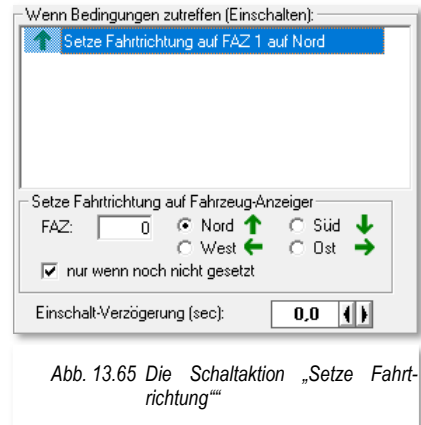 Wenn Bedingungen zutreffen (Einschalten):
Setze Fahrtrichtung auf FAZ 1 auf Nord
Setze Fahrtrichtung auf Fahrzeug-Anzeiger
FAZ: 0 Nord Süd
West Ost
nur wenn noch nicht gesetzt
Einschalt-Verzögerung (sec): 0,0
Abb. 13.65 Die Schaltaktion „Setze Fahrt-
richtung““